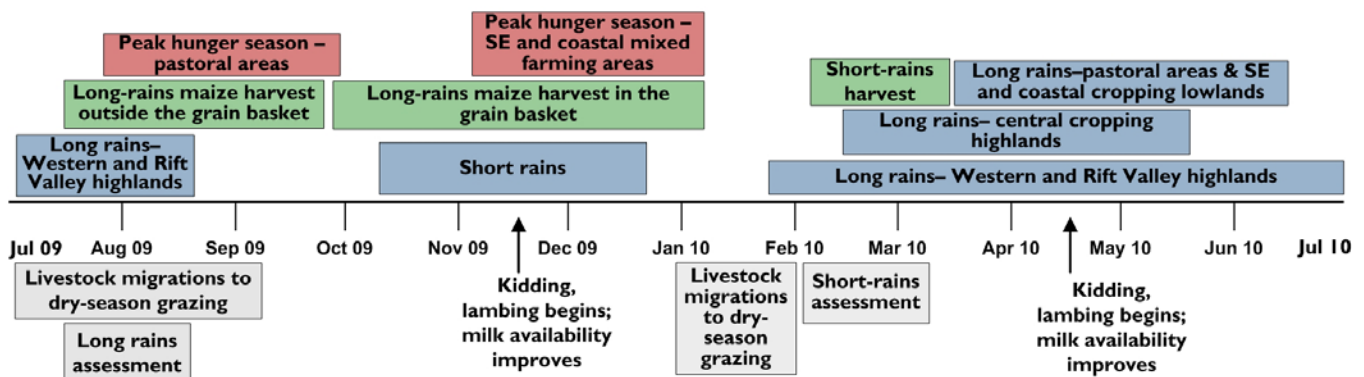 Peak hunger season –
pastoral areas
Peak hunger season –
SE and coastal mixed
farming areas
Long-rains maize harvest
outside the grain basket
Long-rains maize harvest in the
grain basket
Short-rains
harvest
Long rains–pastoral areas & SE
and coastal cropping lowlands
Long rains–
Western and Rift
Valley highlands
Short rains
Long rains– central cropping
highlands
Long rains– Western and Rift Valley highlands
Jul 09 Aug 09 Sep 09 Oct 09 Nov 09 Dec 09 Jan 10 Feb 10 Mar 10 Apr 10 May 10 Jun 10 Jul 10
Livestock migrations to
dry-season grazing
Long rains
assessment
Kidding,
lambing begins;
milk availability
improves
Livestock
migrations
to dry-
season
grazing
Short-rains
assessment
Kidding,
lambing begins;
milk availability
improves